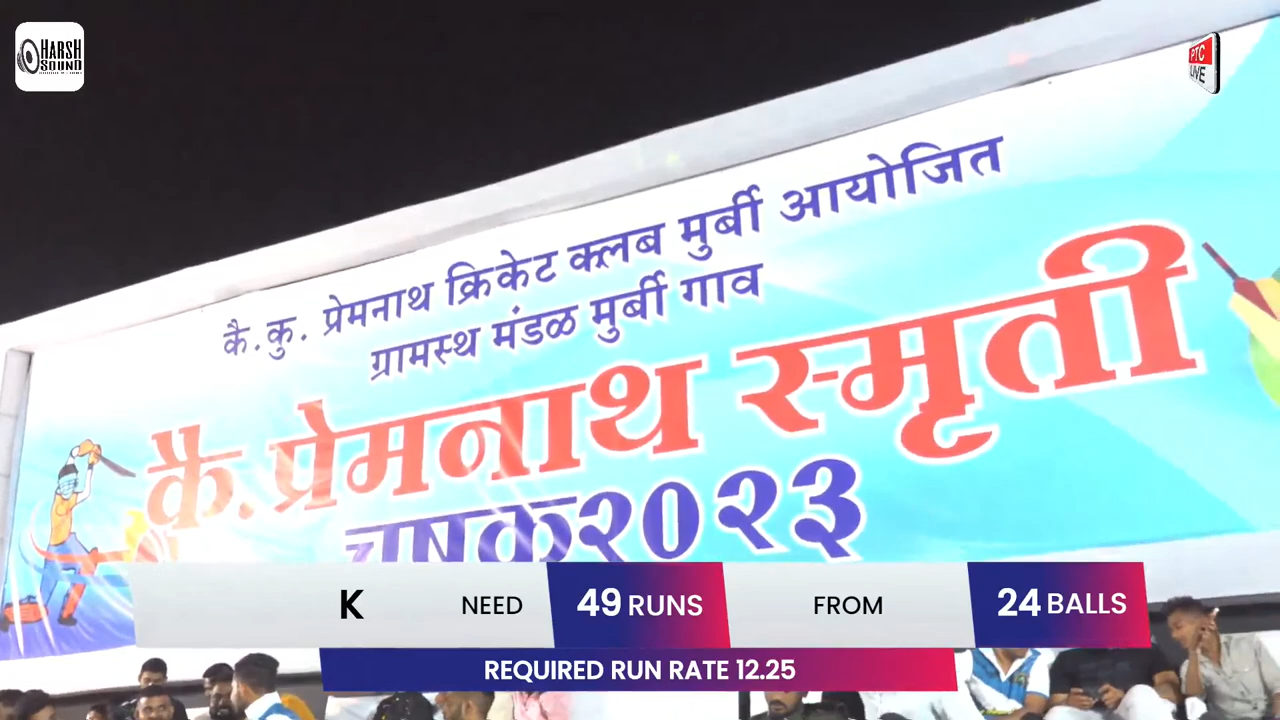 HARSH
SOUND
PTC
LIVE
कै.कु. प्रेमनाथ क्रिकेट क्लब मुर्बी आयोजित
ग्रामस्थ मंडळ मुर्बी गाव
कै.प्रेमनाथ स्मृती
चषक२०२३
K NEED 49 RUNS FROM 24 BALLS
REQUIRED RUN RATE 12.25